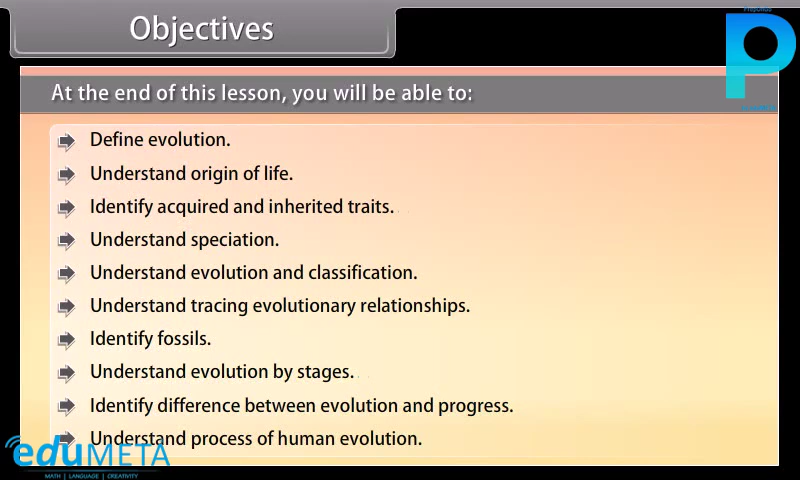 Objectives
At the end of this lesson, you will be able to:
Define evolution.
Understand origin of life.
Identify acquired and inherited traits.
Understand speciation.
Understand evolution and classification.
Understand tracing evolutionary relationships.
Identify fossils.
Understand evolution by stages.
Identify difference between evolution and progress.
Understand process of human evolution.
eduMETA
MATH | LANGUAGE | CREATIVITY
P